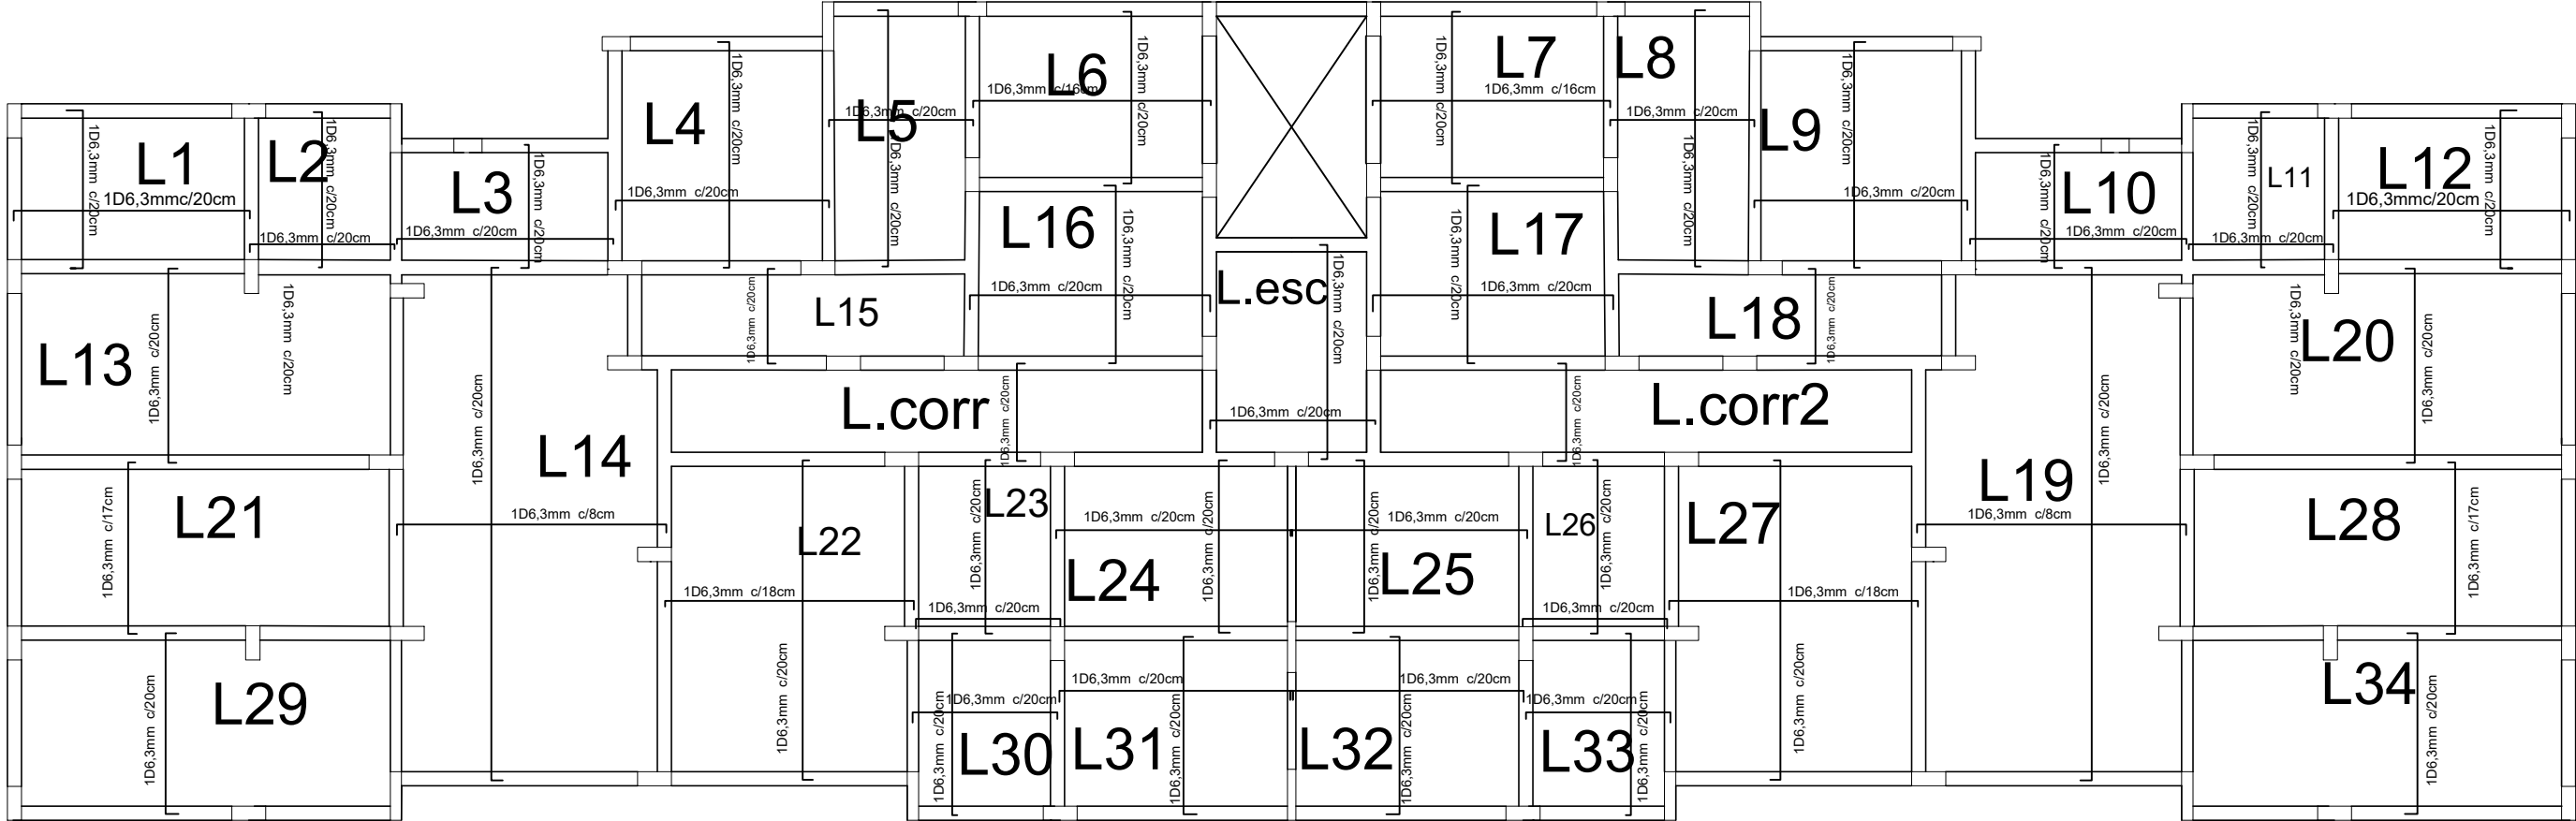 L1
1D6,3mmc/20cm
1D6,3mm c/20cm
L2
1D6,3mm c/20cm
1D6,3mm c/20cm
L3
1D6,3mm c/20cm
1D6,3mm c/20cm
L4
1D6,3mm c/20cm
1D6,3mm c/20cm
L5
1D6,3mm c/20cm
1D6,3mm c/20cm
L6
1D6,3mm c/16cm
1D6,3mm c/20cm
L7
1D6,3mm c/16cm
1D6,3mm c/20cm
L8
1D6,3mm c/20cm
1D6,3mm c/20cm
L9
1D6,3mm c/20cm
1D6,3mm c/20cm
L10
1D6,3mm c/20cm
1D6,3mm c/20cm
L11
1D6,3mm c/20cm
1D6,3mm c/20cm
L12
1D6,3mmc/20cm
1D6,3mm c/20cm
L13
1D6,3mm c/20cm
1D6,3mm c/20cm
L14
1D6,3mm c/20cm
1D6,3mm c/8cm
L15
1D6,3mm c/20cm
L16
1D6,3mm c/20cm
1D6,3mm c/20cm
L.esc
1D6,3mm c/20cm
1D6,3mm c/20cm
L17
1D6,3mm c/20cm
1D6,3mm c/20cm
L18
1D6,3mm c/20cm
L19
1D6,3mm c/20cm
1D6,3mm c/8cm
L20
1D6,3mm c/20cm
1D6,3mm c/20cm
L.corr
1D6,3mm c/20cm
L.corr2
1D6,3mm c/20cm
L21
1D6,3mm c/17cm
L22
1D6,3mm c/18cm
1D6,3mm c/20cm
L23
1D6,3mm c/20cm
1D6,3mm c/20cm
L24
1D6,3mm c/20cm
1D6,3mm c/20cm
L25
1D6,3mm c/20cm
1D6,3mm c/20cm
L26
1D6,3mm c/20cm
1D6,3mm c/20cm
L27
1D6,3mm c/18cm
1D6,3mm c/20cm
L28
1D6,3mm c/17cm
L29
1D6,3mm c/20cm
L30
1D6,3mm c/20cm
1D6,3mm c/20cm
L31
1D6,3mm c/20cm
1D6,3mm c/20cm
L32
1D6,3mm c/20cm
1D6,3mm c/20cm
L33
1D6,3mm c/20cm
1D6,3mm c/20cm
L34
1D6,3mm c/20cm